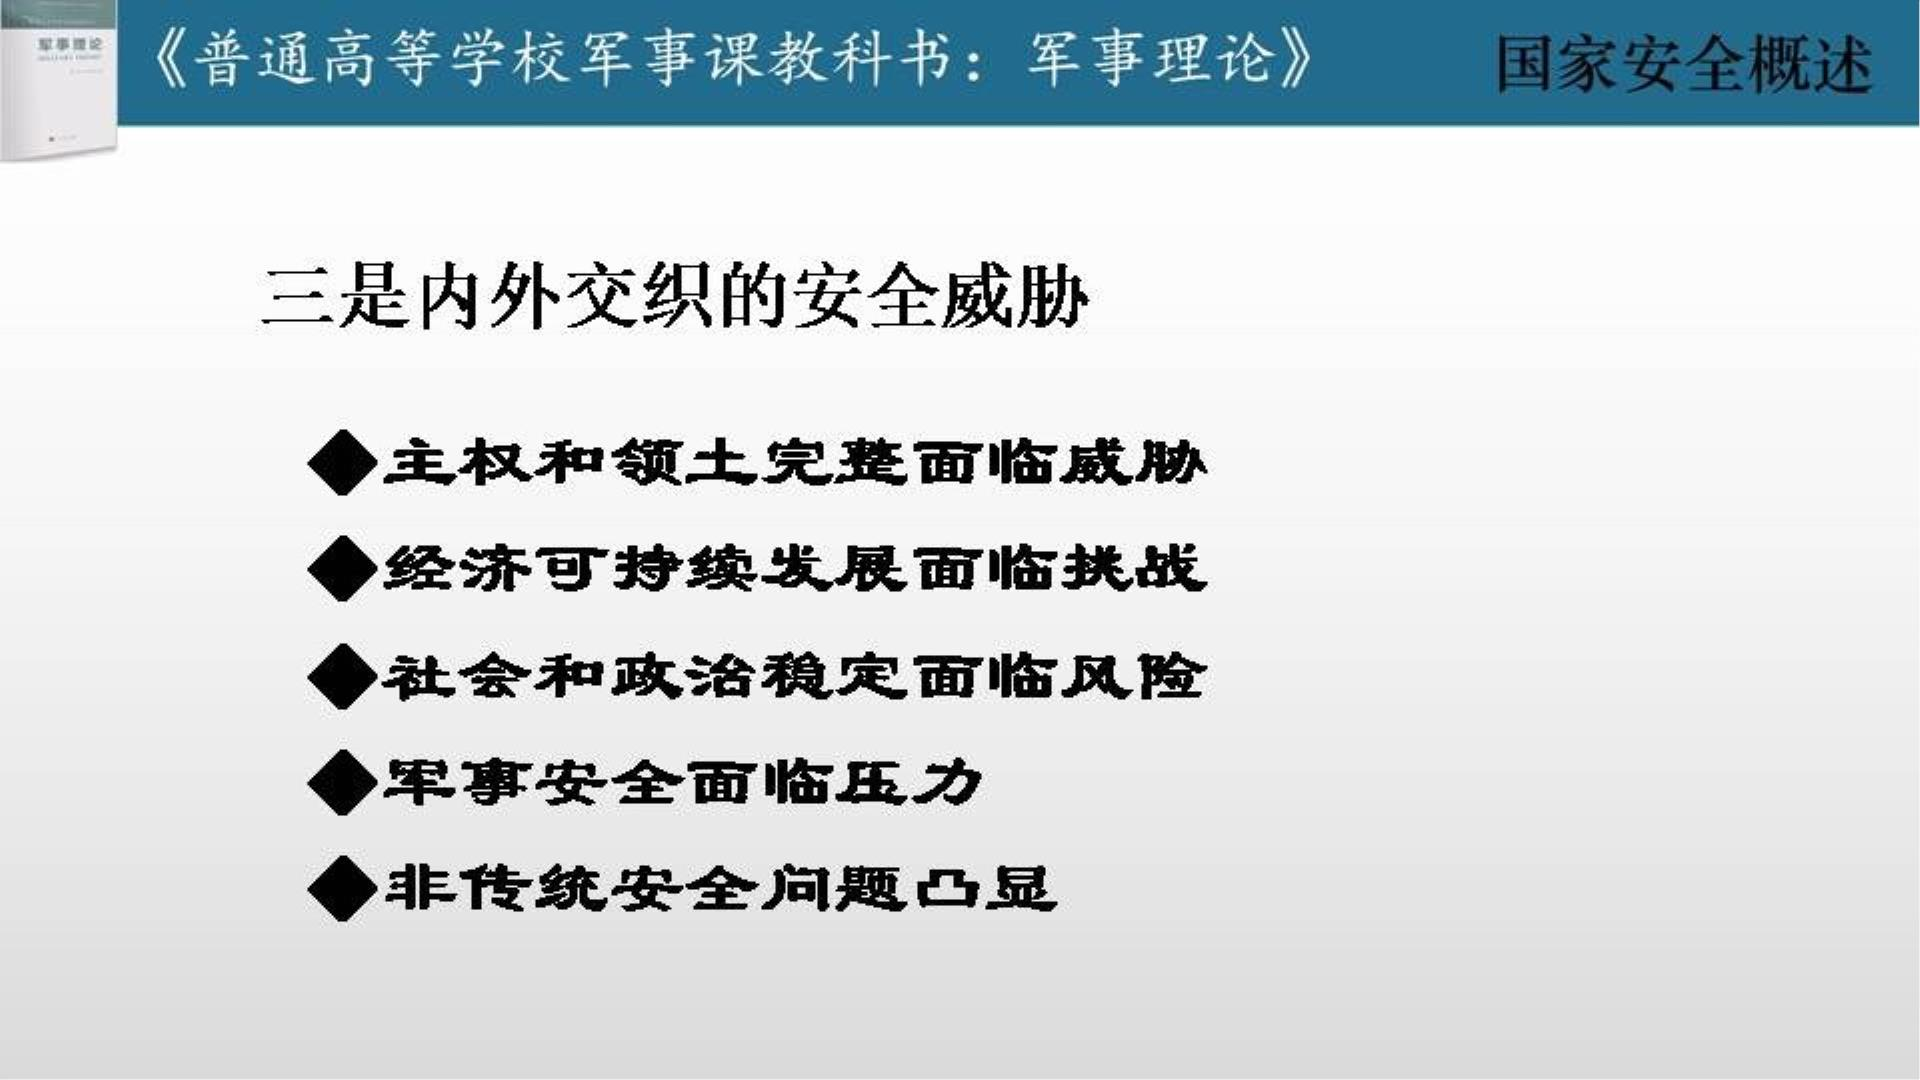 军事理论
《普通高等学校军事课教科书：军事理论》
国家安全概述
三是内外交织的安全威胁
◆主权和领土完整面临威胁
◆经济可持续发展面临挑战
◆社会和政治稳定面临风险
◆军事安全面临压力
◆非传统安全问题凸显